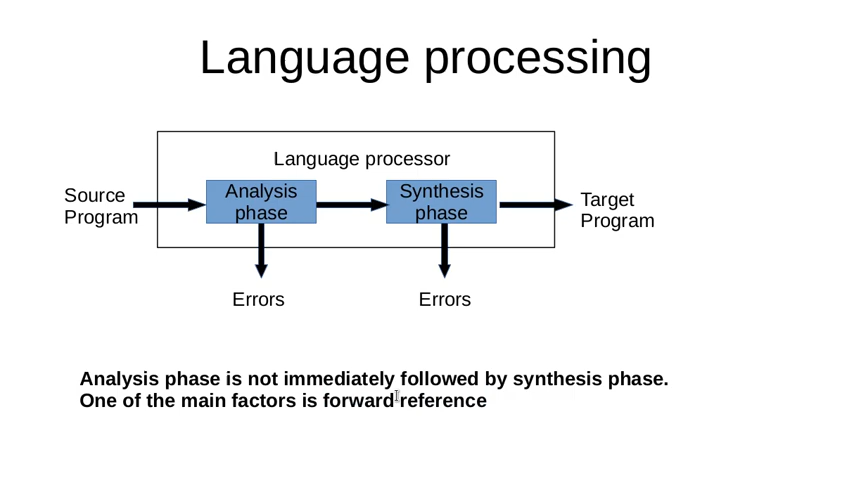 Language processing
Language processor
Source
Program
Analysis
phase
Synthesis
phase
Target
Program
Errors
Errors
Analysis phase is not immediately followed by synthesis phase.
One of the main factors is forward reference